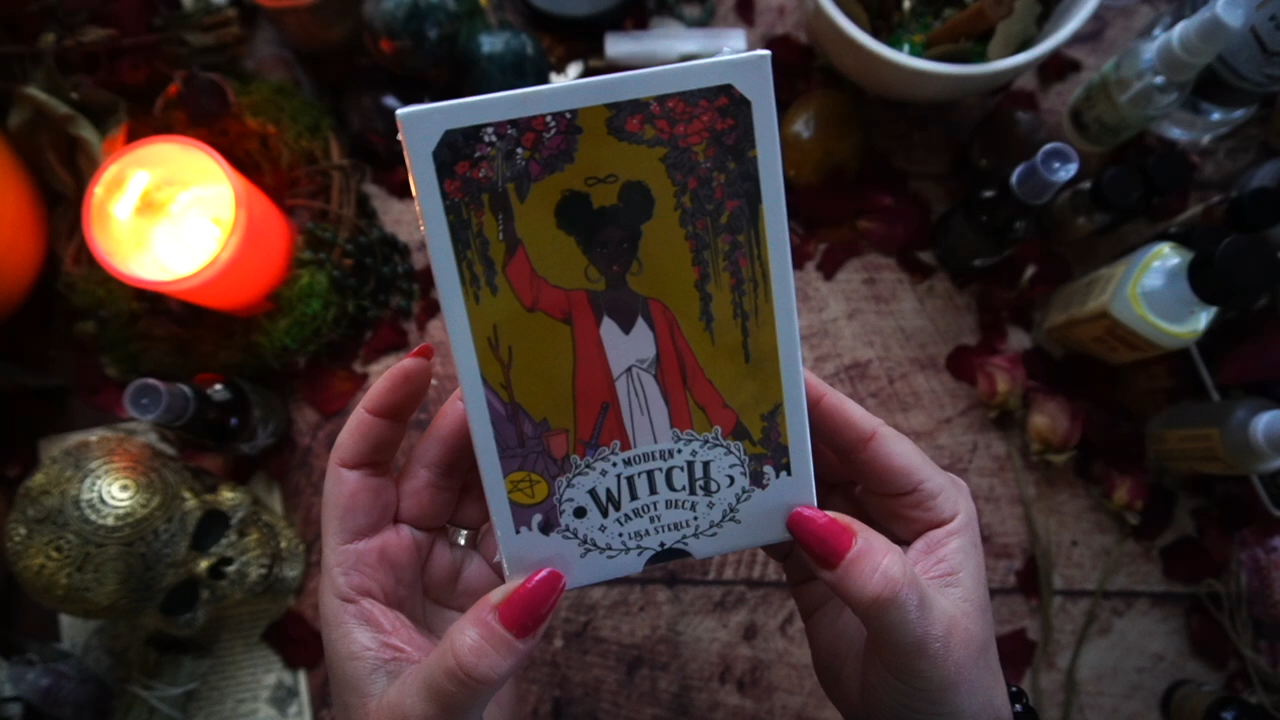 MODERN
WITCH
TAROT DECK
BY
LISA STERLE